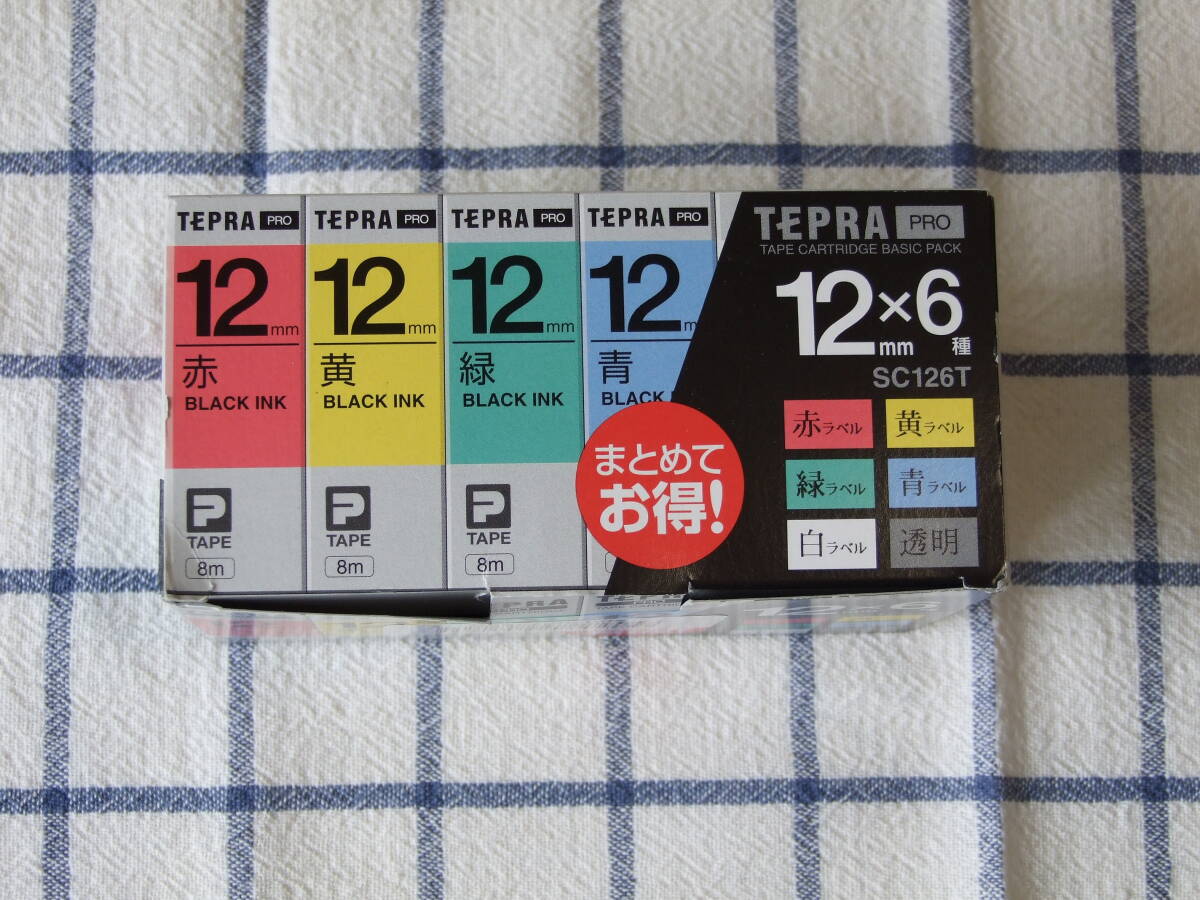 TEPRA PRO
12mm
赤
BLACK INK
P
TAPE
8m
TEPRA PRO
12mm
黄
BLACK INK
P
TAPE
8m
TEPRA PRO
12mm
緑
BLACK INK
P
TAPE
8m
TEPRA PRO
12m
青
BLACK
まとめて
お得!
TEPRA PRO
TAPE CARTRIDGE BASIC PACK
12mm×6種
SC126T
赤ラベル
黄ラベル
緑ラベル
青ラベル
白ラベル
透明